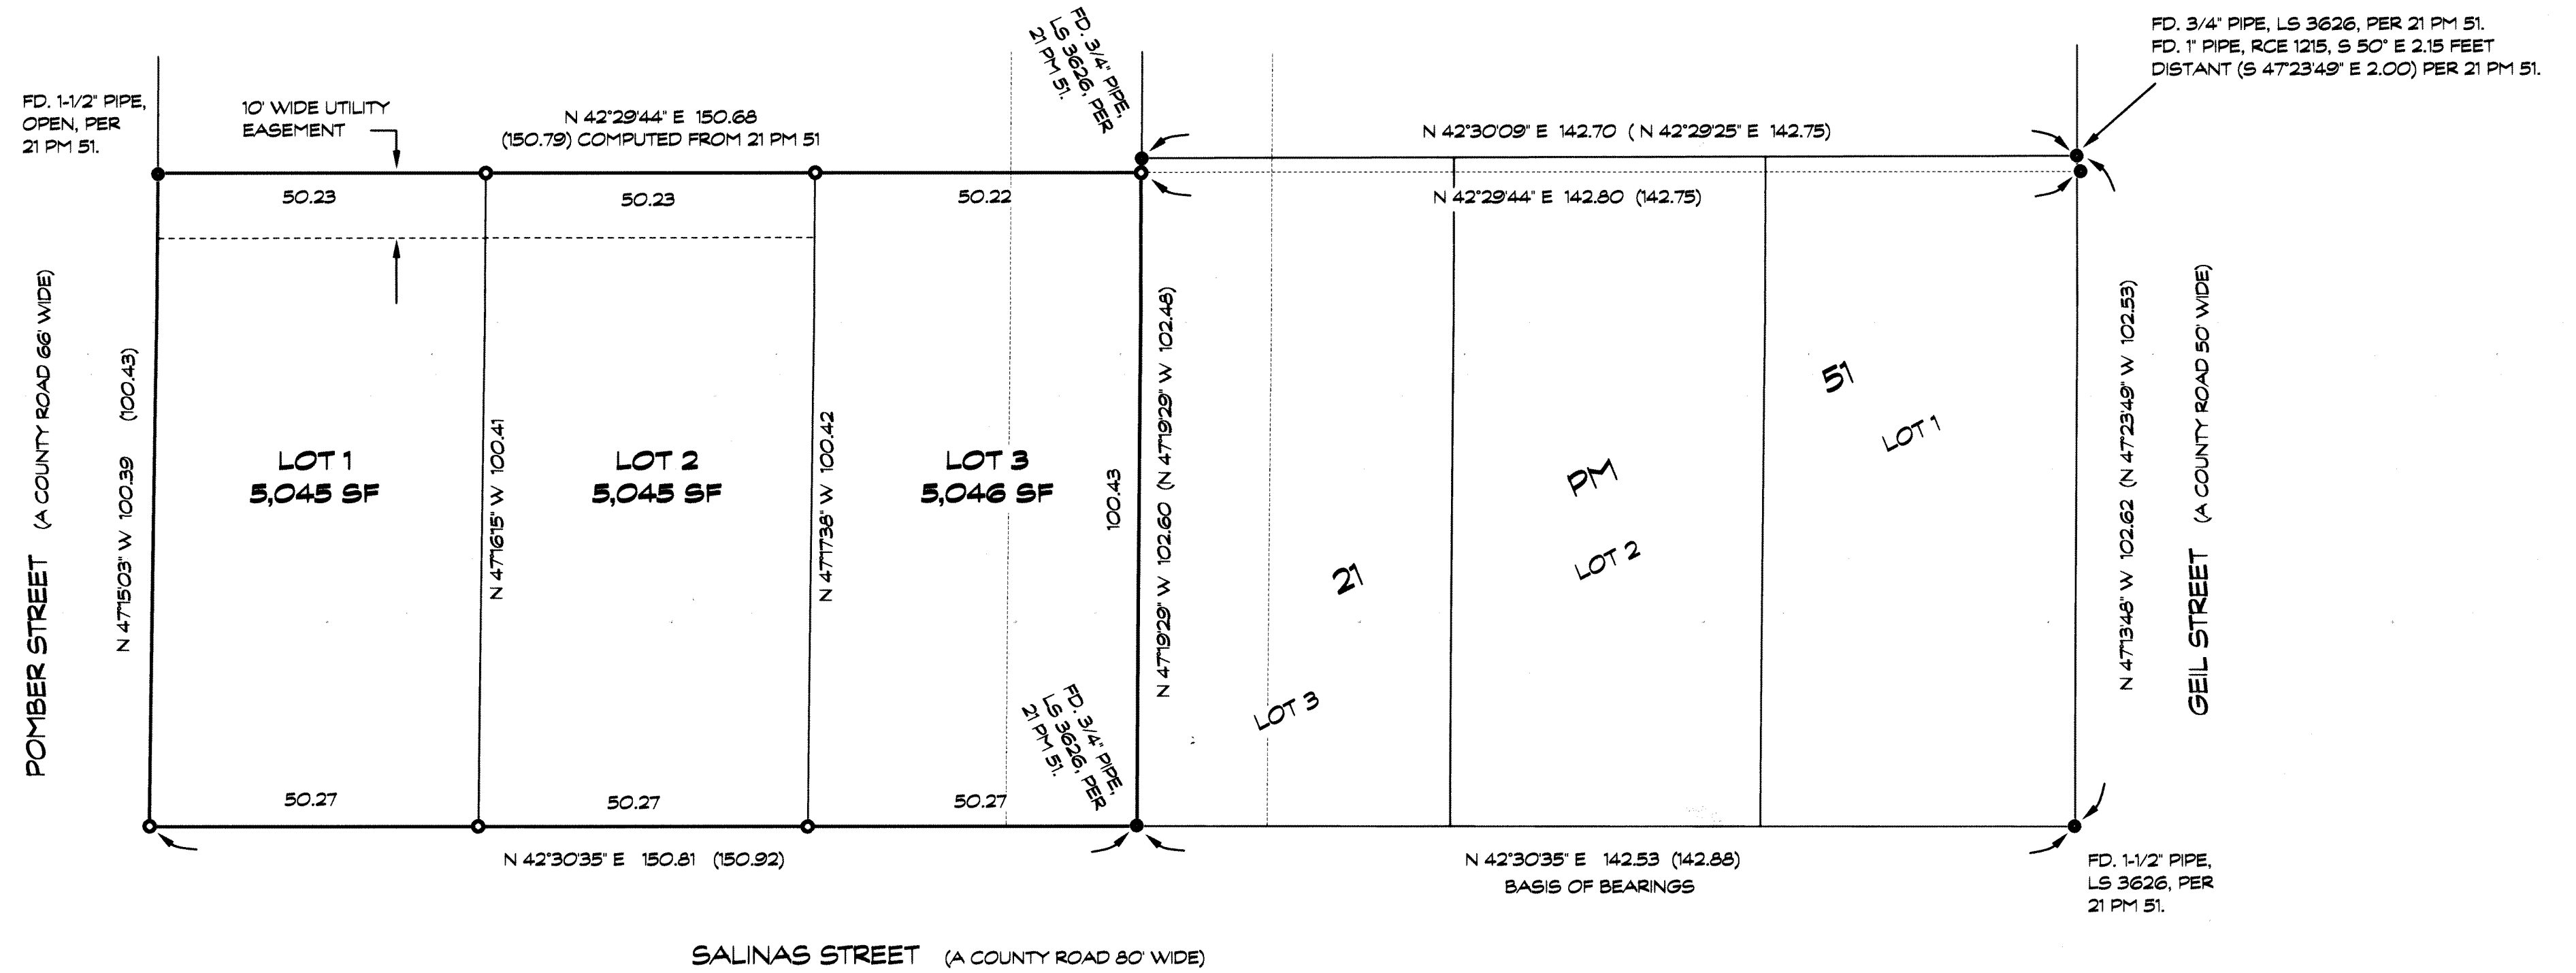 FD. 1-1/2" PIPE,
OPEN, PER
21 PM 51.
10' WIDE UTILITY
EASEMENT
N 42°29'44" E 150.68
(150.79) COMPUTED FROM 21 PM 51
FD. 3/4" PIPE,
LS 3626, PER
21 PM 51.
N 42°30'09" E 142.70 ( N 42°29'25" E 142.75)
FD. 3/4" PIPE, LS 3626, PER 21 PM 51.
FD. 1" PIPE, RCE 1215, S 50° E 2.15 FEET
DISTANT (S 47°23'49" E 2.00) PER 21 PM 51.
50.23
50.23
50.22
N 42°29'44" E 142.80 (142.75)
POMBER STREET (A COUNTY ROAD 66' WIDE)
N 47°15'03" W 100.39 (100.43)
LOT 1
5,045 SF
N 47°16'15" W 100.41
LOT 2
5,045 SF
N 47°17'38" W 100.42
LOT 3
5,046 SF
100.43
N 47°19'29" W 102.60 (N 47°19'29" W 102.48)
21
PM
51
LOT 3
LOT 2
LOT 1
N 47°13'48" W 102.62 (N 47°23'49" W 102.53)
GEIL STREET (A COUNTY ROAD 50' WIDE)
FD. 3/4" PIPE,
LS 3626, PER
21 PM 51.
50.27
50.27
50.27
N 42°30'35" E 150.81 (150.92)
N 42°30'35" E 142.53 (142.88)
BASIS OF BEARINGS
FD. 1-1/2" PIPE,
LS 3626, PER
21 PM 51.
SALINAS STREET (A COUNTY ROAD 80' WIDE)